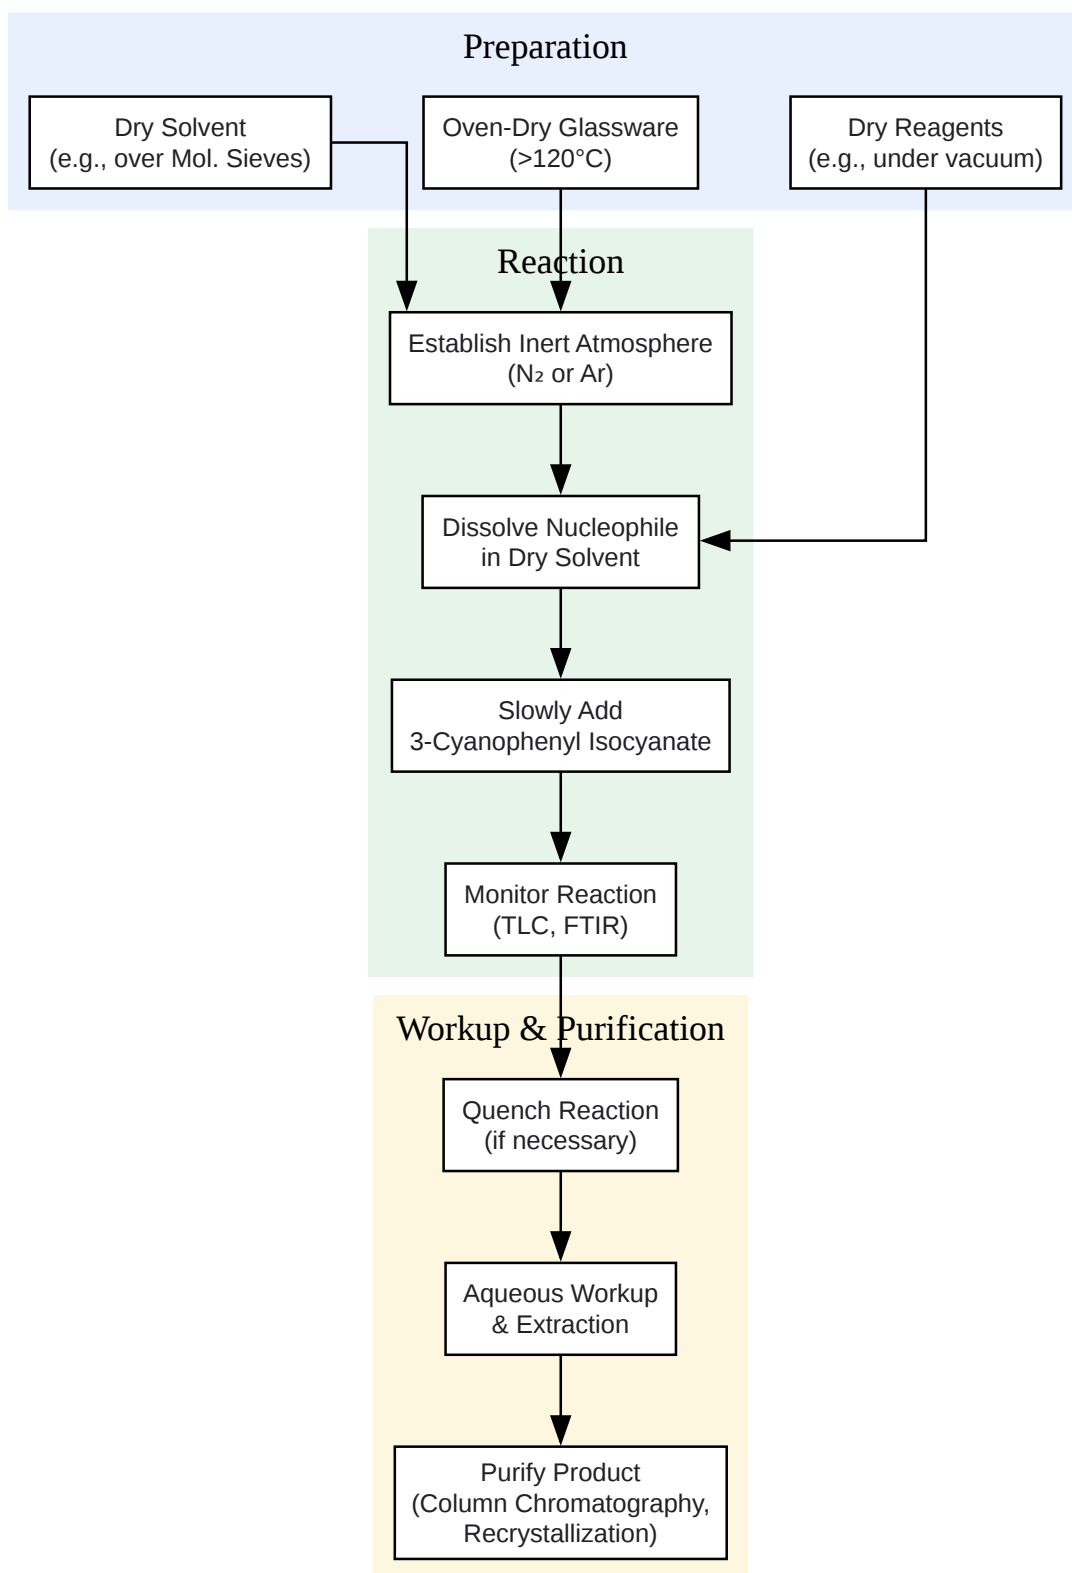 Preparation
Dry Solvent
(e.g., over Mol. Sieves)
Oven-Dry Glassware
(>120°C)
Dry Reagents
(e.g., under vacuum)
Reaction
Establish Inert Atmosphere
(N₂ or Ar)
Dissolve Nucleophile
in Dry Solvent
Slowly Add
3-Cyanophenyl Isocyanate
Monitor Reaction
(TLC, FTIR)
Workup & Purification
Quench Reaction
(if necessary)
Aqueous Workup
& Extraction
Purify Product
(Column Chromatography,
Recrystallization)